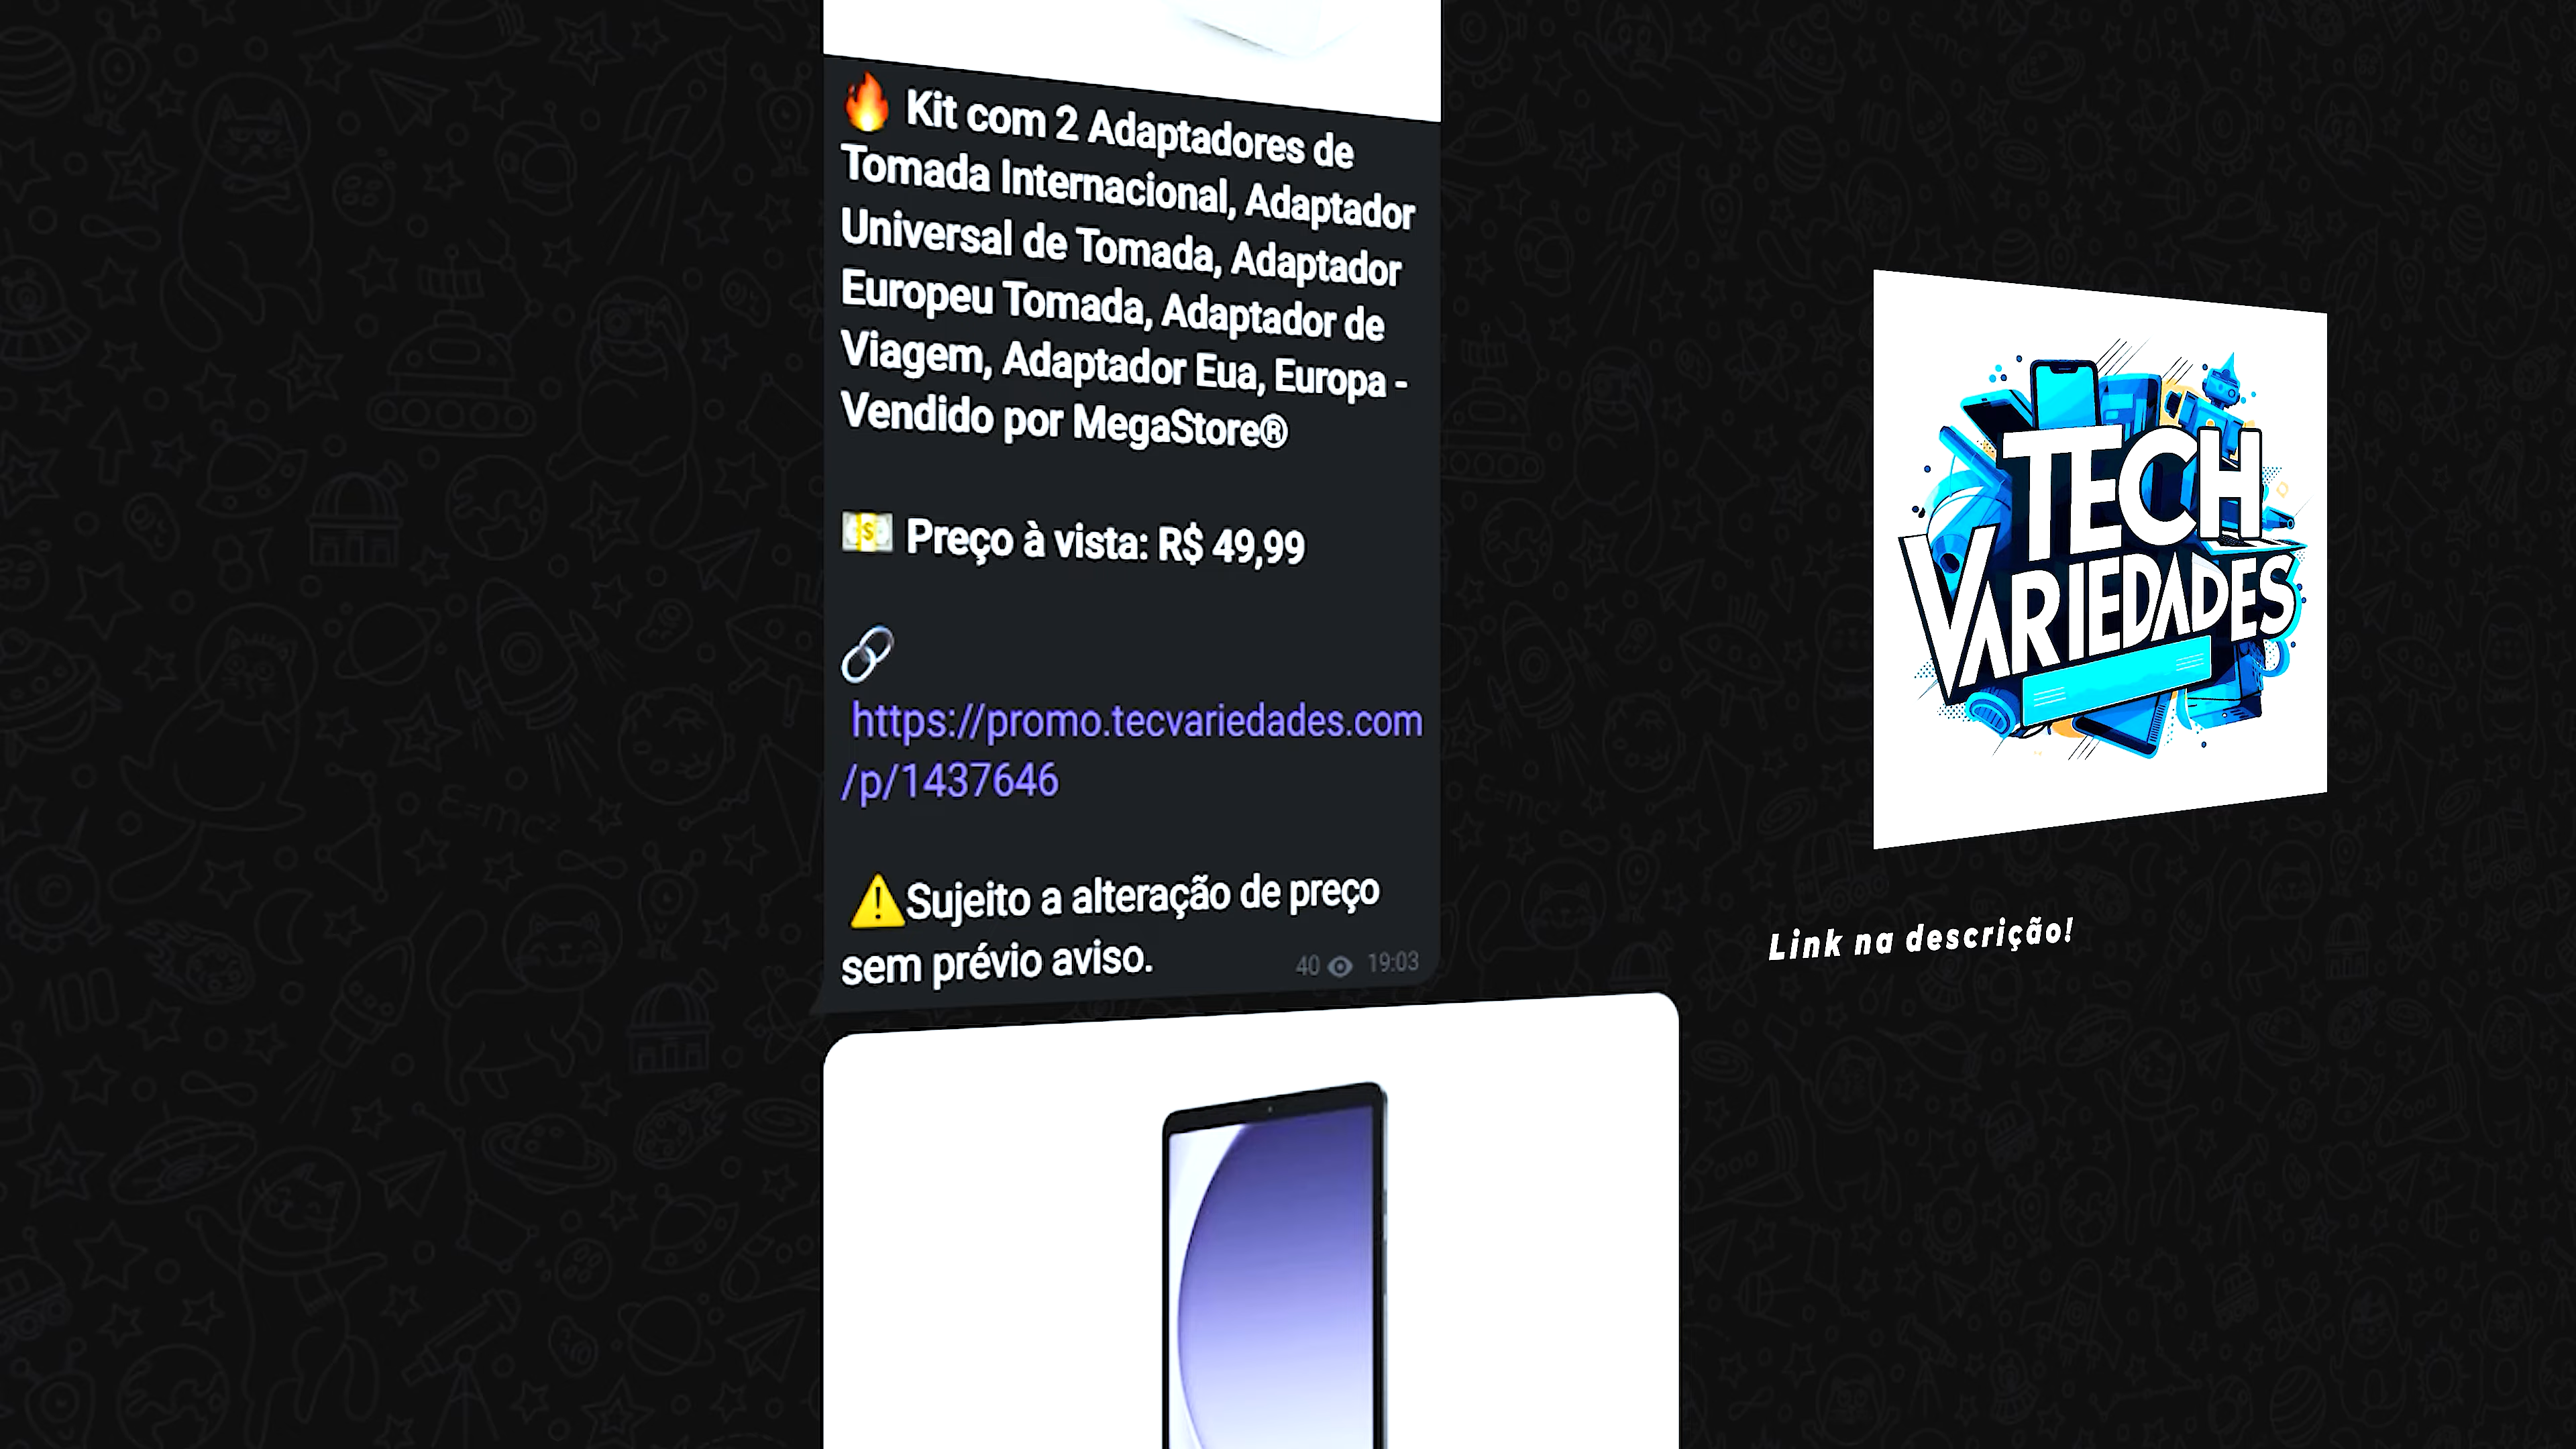 🔥 Kit com 2 Adaptadores de
Tomada Internacional, Adaptador
Universal de Tomada, Adaptador
Europeu Tomada, Adaptador de
Viagem, Adaptador Eua, Europa -
Vendido por MegaStore®
💵 Preço à vista: R$ 49,99
🔗
https://promo.tecvariedades.com
/p/1437646
⚠️Sujeito a alteração de preço
sem prévio aviso.
40 19:03
TECH
VARIEDADES
Link na descrição!
E=mc²
100